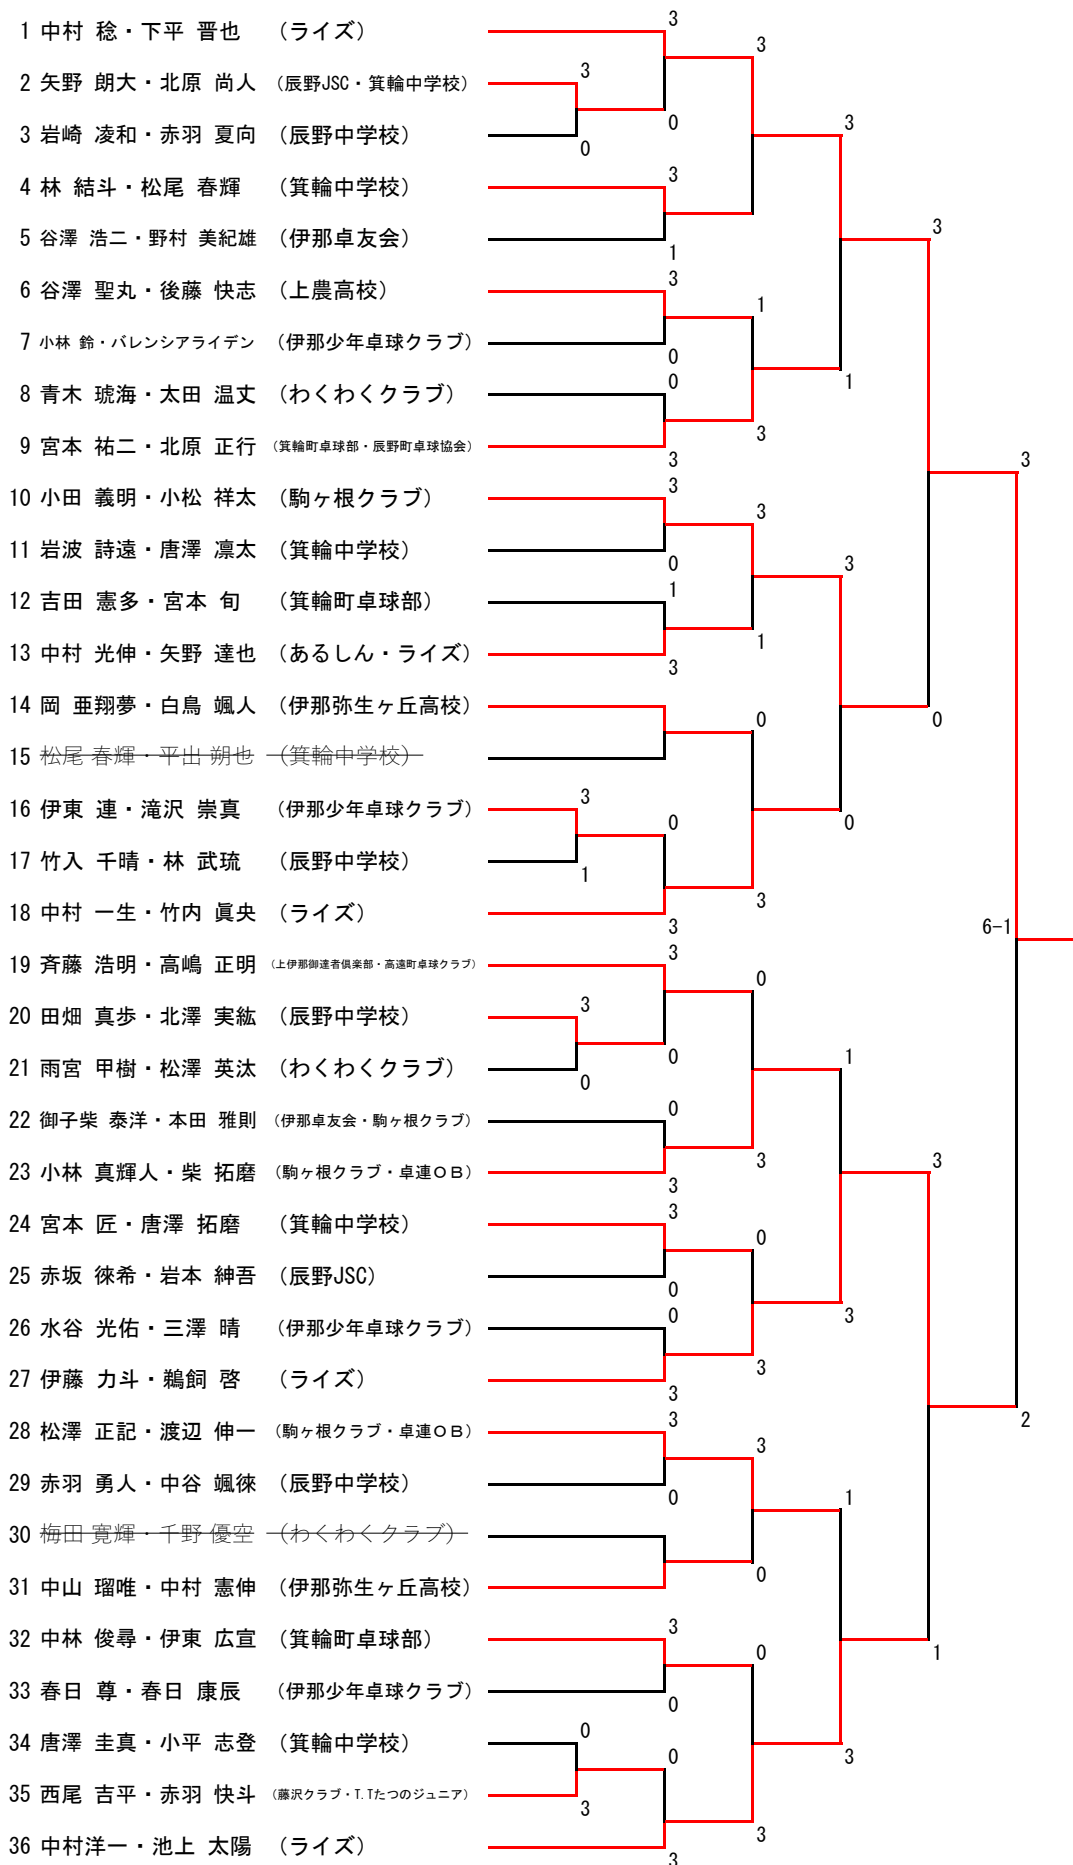 3
1 中村 稔・下平 晋也 (ライズ)
3
3
2 矢野 朗大・北原 尚人 (辰野JSC・箕輪中学校)
0
3
3 岩崎 凌和・赤羽 夏向 (辰野中学校)
0
3
4 林 結斗・松尾 春輝 (箕輪中学校)
3
5 谷澤 浩二・野村 美紀雄 (伊那卓友会)
1
3
6 谷澤 聖丸・後藤 快志 (上農高校)
1
7 小林 鈴・バレンシアライデン (伊那少年卓球クラブ)
0
0
1
8 青木 琥海・太田 温丈 (わくわくクラブ)
3
9 宮本 祐二・北原 正行 (箕輪町卓球部・辰野町卓球協会)
3
3
3
10 小田 義明・小松 祥太 (駒ヶ根クラブ)
3
11 岩波 詩遠・唐澤 凛太 (箕輪中学校)
0
3
1
12 吉田 憲多・宮本 旬 (箕輪町卓球部)
1
13 中村 光伸・矢野 達也 (あるしん・ライズ)
3
14 岡 亜翔夢・白鳥 颯人 (伊那弥生ヶ丘高校)
0
0
15 松尾 春輝・平出 朔也 (箕輪中学校)
3
16 伊東 連・滝沢 崇真 (伊那少年卓球クラブ)
0
0
17 竹入 千晴・林 武琉 (辰野中学校)
1
3
18 中村 一生・竹内 眞央 (ライズ)
3
6-1
3
19 斉藤 浩明・高嶋 正明 (上伊那御達者倶楽部・高遠町卓球クラブ)
0
3
20 田畑 真歩・北澤 実紘 (辰野中学校)
0
1
21 雨宮 甲樹・松澤 英汰 (わくわくクラブ)
0
0
22 御子柴 泰洋・本田 雅則 (伊那卓友会・駒ヶ根クラブ)
3
3
23 小林 真輝人・柴 拓磨 (駒ヶ根クラブ・卓連OB)
3
3
24 宮本 匠・唐澤 拓磨 (箕輪中学校)
0
25 赤坂 徠希・岩本 紳吾 (辰野JSC)
0
0
3
26 水谷 光佑・三澤 晴 (伊那少年卓球クラブ)
3
27 伊藤 力斗・鵜飼 啓 (ライズ)
3
3
2
28 松澤 正記・渡辺 伸一 (駒ヶ根クラブ・卓連OB)
3
29 赤羽 勇人・中谷 颯徠 (辰野中学校)
0
1
30 梅田 寛輝・千野 優空 (わくわくクラブ)
0
31 中山 瑠唯・中村 憲伸 (伊那弥生ヶ丘高校)
3
32 中林 俊尋・伊東 広宣 (箕輪町卓球部)
0
1
33 春日 尊・春日 康辰 (伊那少年卓球クラブ)
0
0
34 唐澤 圭真・小平 志登 (箕輪中学校)
0
3
35 西尾 吉平・赤羽 快斗 (藤沢クラブ・T.Tたつのジュニア)
3
3
36 中村洋一・池上 太陽 (ライズ)
3